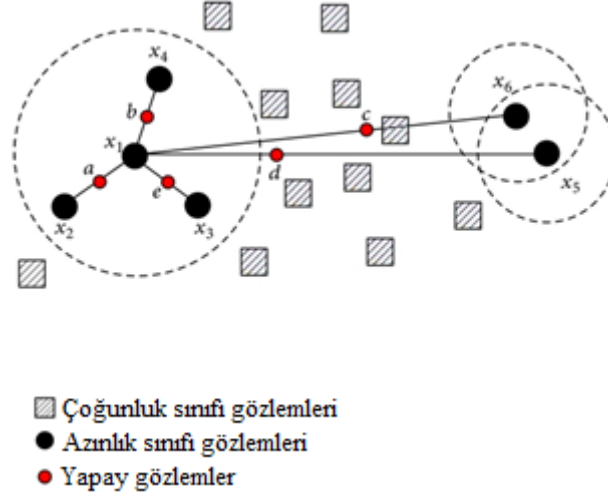 x4
x6
b
c
x1
a
e
d
x5
x2
x3
Çoğunluk sınıfı gözlemleri
Azınlık sınıfı gözlemleri
Yapay gözlemler